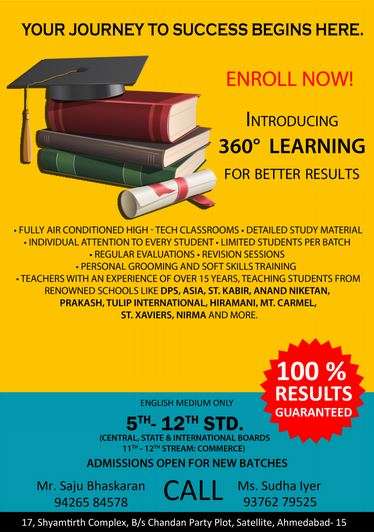 YOUR JOURNEY TO SUCCESS BEGINS HERE.
ENROLL NOW!
INTRODUCING
360° LEARNING
FOR BETTER RESULTS
• FULLY AIR CONDITIONED HIGH - TECH CLASSROOMS • DETAILED STUDY MATERIAL
• INDIVIDUAL ATTENTION TO EVERY STUDENT • LIMITED STUDENTS PER BATCH
• REGULAR EVALUATIONS • REVISION SESSIONS
• PERSONAL GROOMING AND SOFT SKILLS TRAINING
• TEACHERS WITH AN EXPERIENCE OF OVER 15 YEARS, TEACHING STUDENTS FROM
RENOWNED SCHOOLS LIKE DPS, ASIA, ST. KABIR, ANAND NIKETAN,
PRAKASH, TULIP INTERNATIONAL, HIRAMANI, MT. CARMEL,
ST. XAVIERS, NIRMA AND MORE.
100 %
RESULTS
GUARANTEED
ENGLISH MEDIUM ONLY
5TH- 12TH STD.
(CENTRAL, STATE & INTERNATIONAL BOARDS
11TH - 12TH STREAM: COMMERCE)
ADMISSIONS OPEN FOR NEW BATCHES
Mr. Saju Bhaskaran
94265 84578
CALL
Ms. Sudha Iyer
93762 79525
17, Shyamtirth Complex, B/s Chandan Party Plot, Satellite, Ahmedabad- 15